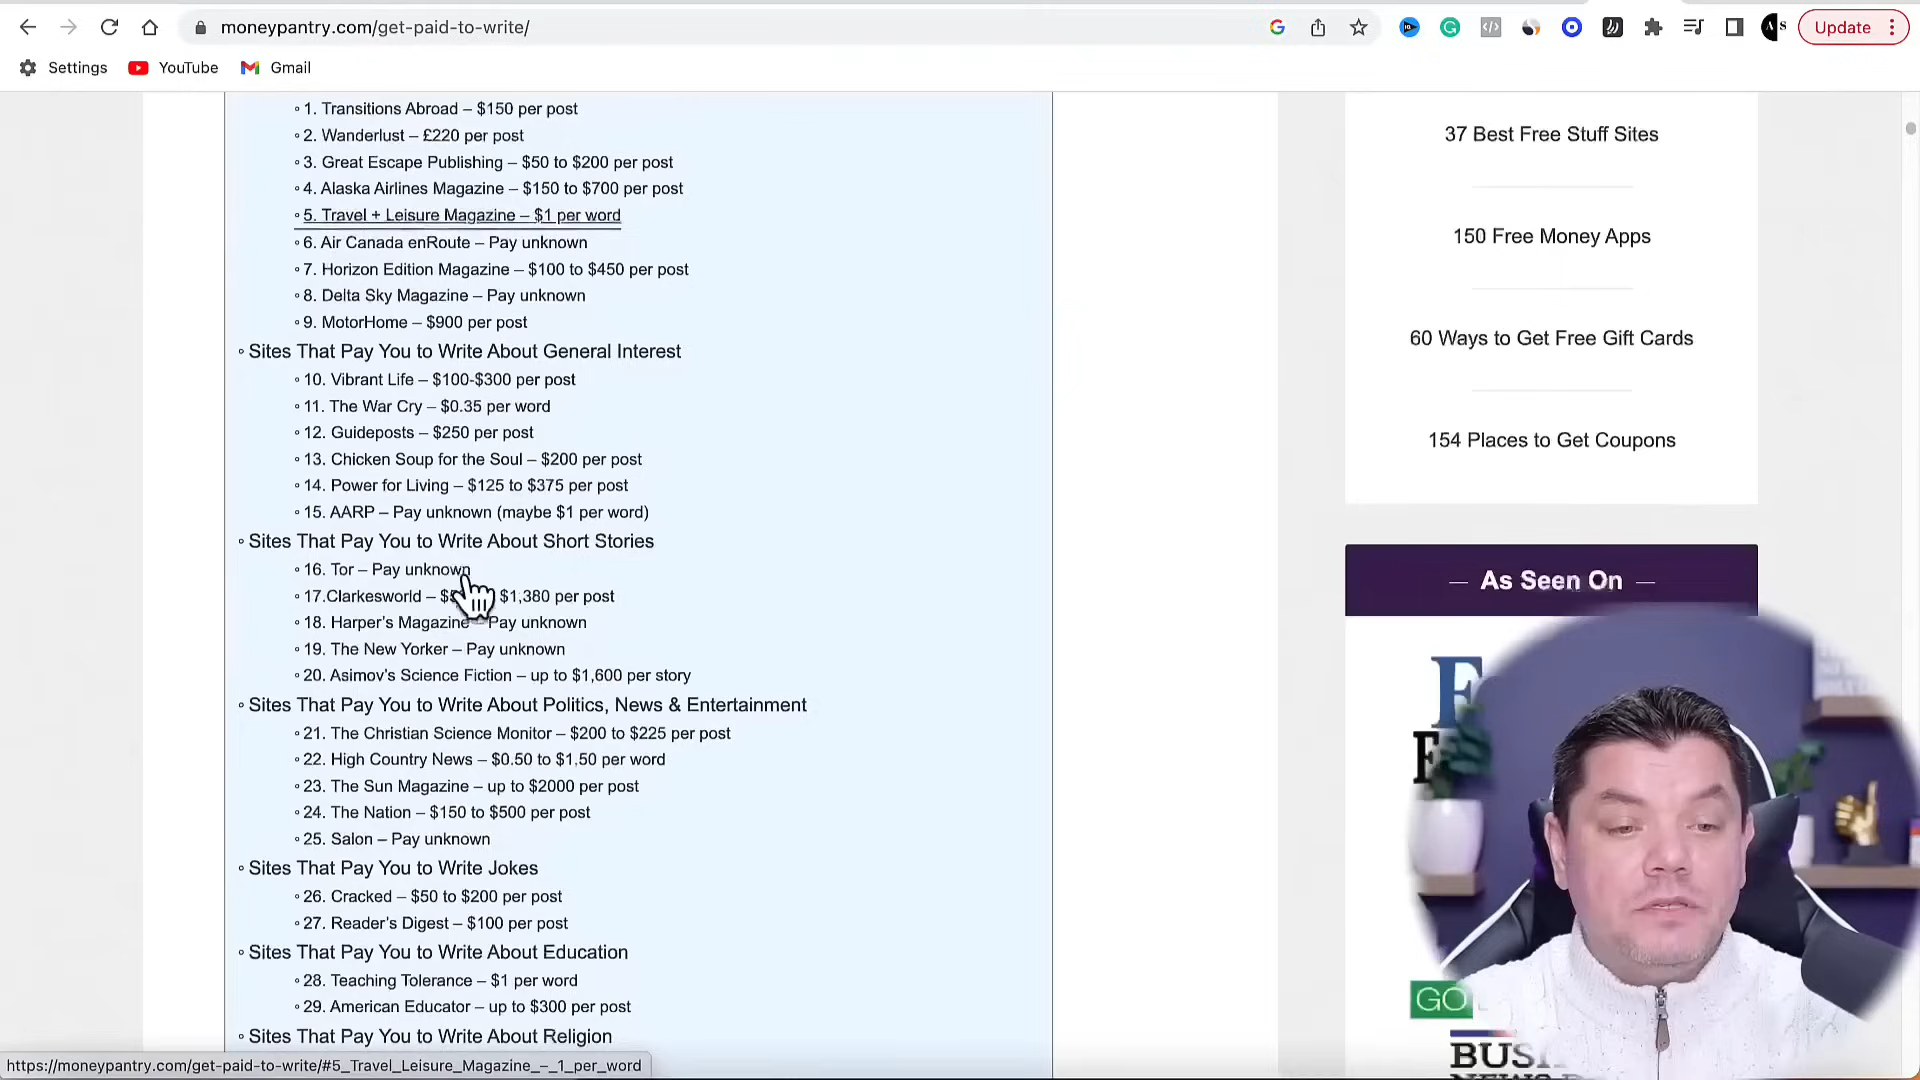 moneypantry.com/get-paid-to-write/
Update
Settings
YouTube
Gmail
◦ 1. Transitions Abroad – $150 per post
◦ 2. Wanderlust – £220 per post
◦ 3. Great Escape Publishing – $50 to $200 per post
◦ 4. Alaska Airlines Magazine – $150 to $700 per post
◦ 5. Travel + Leisure Magazine – $1 per word
◦ 6. Air Canada enRoute – Pay unknown
◦ 7. Horizon Edition Magazine – $100 to $450 per post
◦ 8. Delta Sky Magazine – Pay unknown
◦ 9. MotorHome – $900 per post
◦ Sites That Pay You to Write About General Interest
◦ 10. Vibrant Life – $100-$300 per post
◦ 11. The War Cry – $0.35 per word
◦ 12. Guideposts – $250 per post
◦ 13. Chicken Soup for the Soul – $200 per post
◦ 14. Power for Living – $125 to $375 per post
◦ 15. AARP – Pay unknown (maybe $1 per word)
◦ Sites That Pay You to Write About Short Stories
◦ 16. Tor – Pay unknown
◦ 17.Clarkesworld – $1,380 per post
◦ 18. Harper's Magazine – Pay unknown
◦ 19. The New Yorker – Pay unknown
◦ 20. Asimov's Science Fiction – up to $1,600 per story
◦ Sites That Pay You to Write About Politics, News & Entertainment
◦ 21. The Christian Science Monitor – $200 to $225 per post
◦ 22. High Country News – $0.50 to $1.50 per word
◦ 23. The Sun Magazine – up to $2000 per post
◦ 24. The Nation – $150 to $500 per post
◦ 25. Salon – Pay unknown
◦ Sites That Pay You to Write Jokes
◦ 26. Cracked – $50 to $200 per post
◦ 27. Reader's Digest – $100 per post
◦ Sites That Pay You to Write About Education
◦ 28. Teaching Tolerance – $1 per word
◦ 29. American Educator – up to $300 per post
◦ Sites That Pay You to Write About Religion
https://moneypantry.com/get-paid-to-write/#5_Travel_Leisure_Magazine_–_1_per_word
37 Best Free Stuff Sites
150 Free Money Apps
60 Ways to Get Free Gift Cards
154 Places to Get Coupons
— As Seen On —
GO